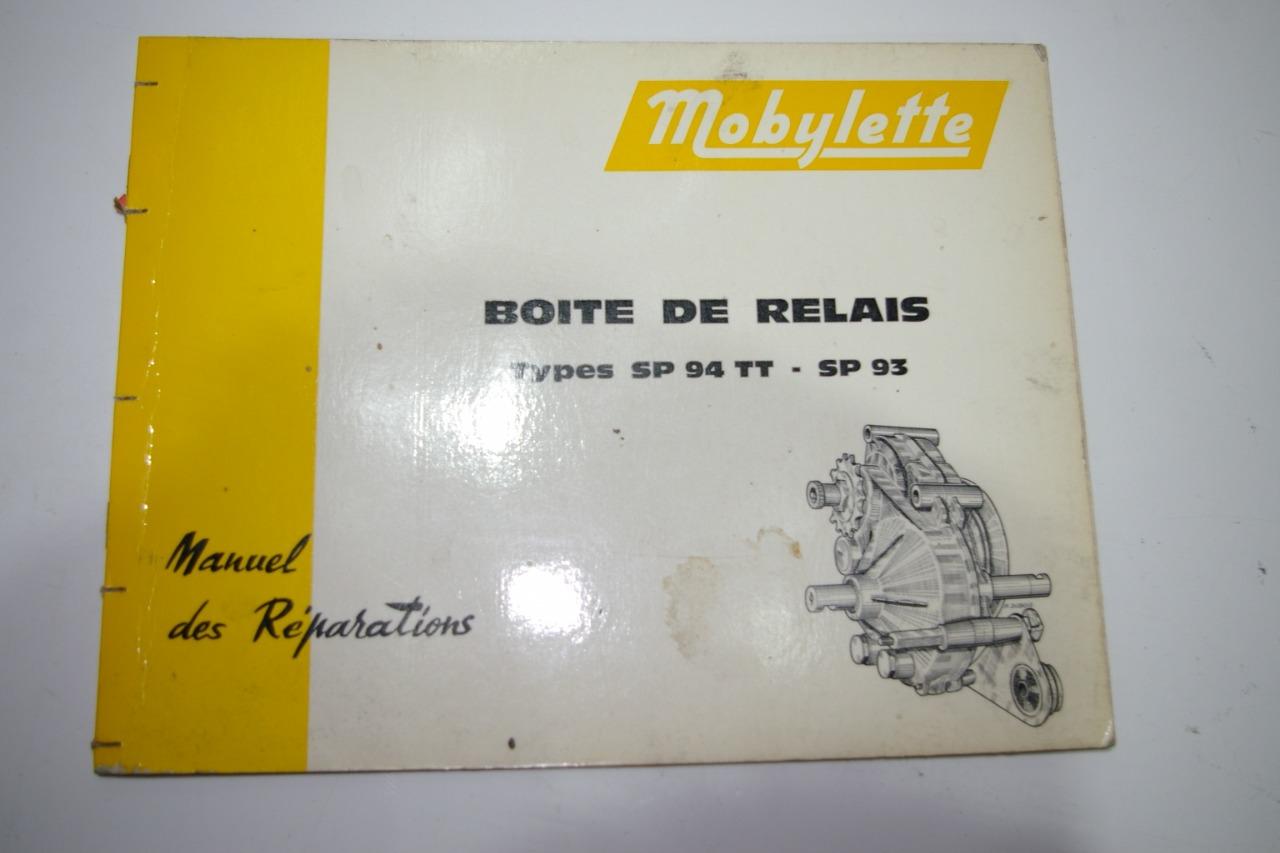 Mobylette
BOITE DE RELAIS
Types SP 94 TT - SP 93
Manuel
des Réparations